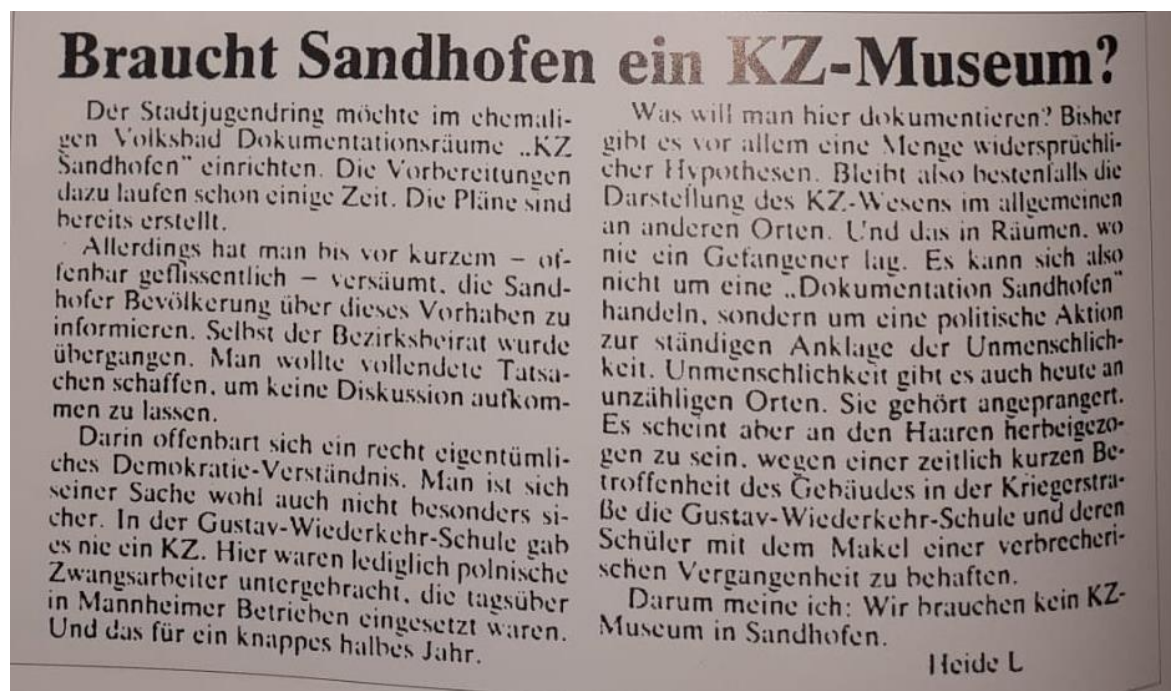 Braucht Sandhofen ein KZ-Museum?
Der Stadtjugendring möchte im ehemali-
gen Volksbad Dokumentationsräume „KZ
Sandhofen“ einrichten. Die Vorbereitungen
dazu laufen schon einige Zeit. Die Pläne sind
bereits erstellt.
Allerdings hat man bis vor kurzem – of-
fenbar geflissentlich – versäumt, die Sand-
hofer Bevölkerung über dieses Vorhaben zu
informieren. Selbst der Bezirksbeirat wurde
übergangen. Man wollte vollendete Tatsa-
chen schaffen, um keine Diskussion aufkom-
men zu lassen.
Darin offenbart sich ein recht eigentümli-
ches Demokratie-Verständnis. Man ist sich
seiner Sache wohl auch nicht besonders si-
cher. In der Gustav-Wiederkehr-Schule gab
es nie ein KZ. Hier waren lediglich polnische
Zwangsarbeiter untergebracht, die tagsüber
in Mannheimer Betrieben eingesetzt waren.
Und das für ein knappes halbes Jahr.
Was will man hier dokumentieren? Bisher
gibt es vor allem eine Menge widersprüchli-
cher Hypothesen. Bleibt also bestenfalls die
Darstellung des KZ-Wesens im allgemeinen
an anderen Orten. Und das in Räumen, wo
nie ein Gefangener lag. Es kann sich also
nicht um eine „Dokumentation Sandhofen“
handeln, sondern um eine politische Aktion
zur ständigen Anklage der Unmenschlich-
keit. Unmenschlichkeit gibt es auch heute an
unzähligen Orten. Sie gehört angeprangert.
Es scheint aber an den Haaren herbeigezo-
gen zu sein, wegen einer zeitlich kurzen Be-
troffenheit des Gebäudes in der Kriegerstra-
ße die Gustav-Wiederkehr-Schule und deren
Schüler mit dem Makel einer verbrecheri-
schen Vergangenheit zu behaften.
Darum meine ich: Wir brauchen kein KZ-
Museum in Sandhofen.
Heide L